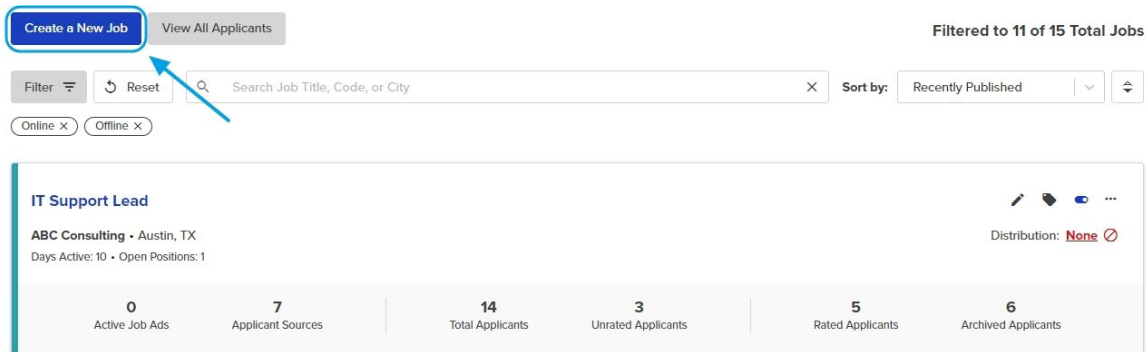 Create a New Job View All Applicants Filtered to 11 of 15 Total Jobs
Filter Reset Search Job Title, Code, or City Sort by: Recently Published
Online Offline
IT Support Lead
ABC Consulting • Austin, TX Distribution: None
Days Active: 10 • Open Positions: 1
0 7 14 3 5 6
Active Job Ads Applicant Sources Total Applicants Unrated Applicants Rated Applicants Archived Applicants